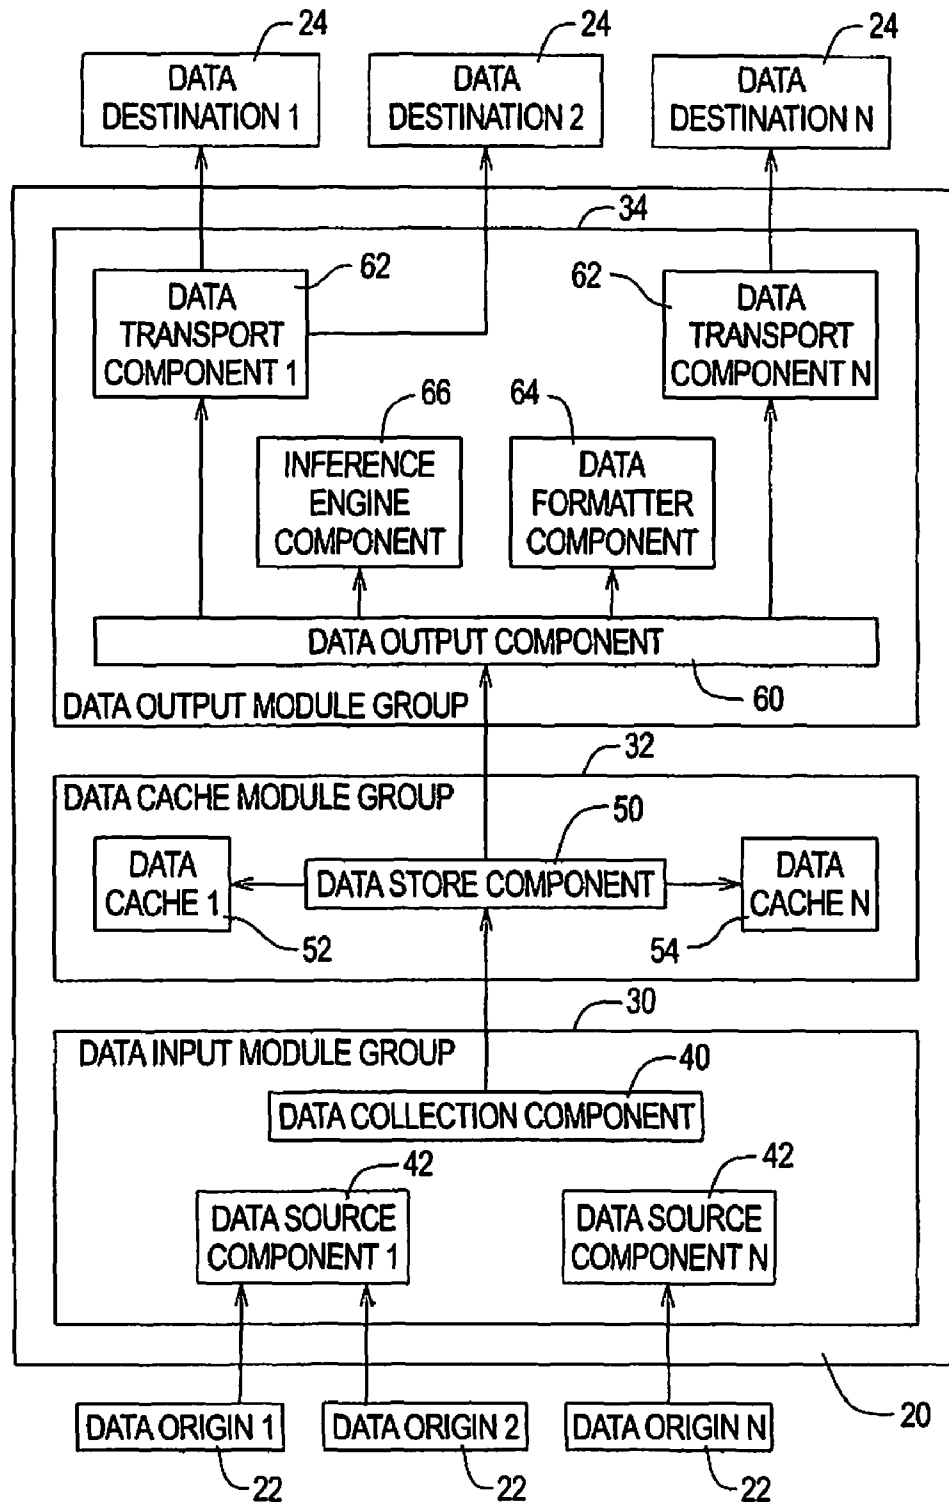 24
24
24
DATA
DESTINATION 1
DATA
DESTINATION 2
DATA
DESTINATION N
34
62
DATA
TRANSPORT
COMPONENT 1
62
DATA
TRANSPORT
COMPONENT N
66
INFERENCE
ENGINE
COMPONENT
64
DATA
FORMATTER
COMPONENT
DATA OUTPUT COMPONENT
60
DATA OUTPUT MODULE GROUP
32
DATA CACHE MODULE GROUP
50
DATA
CACHE 1
52
DATA STORE COMPONENT
DATA
CACHE N
54
30
DATA INPUT MODULE GROUP
40
DATA COLLECTION COMPONENT
42
DATA SOURCE
COMPONENT 1
42
DATA SOURCE
COMPONENT N
20
DATA ORIGIN 1
DATA ORIGIN 2
DATA ORIGIN N
22
22
22